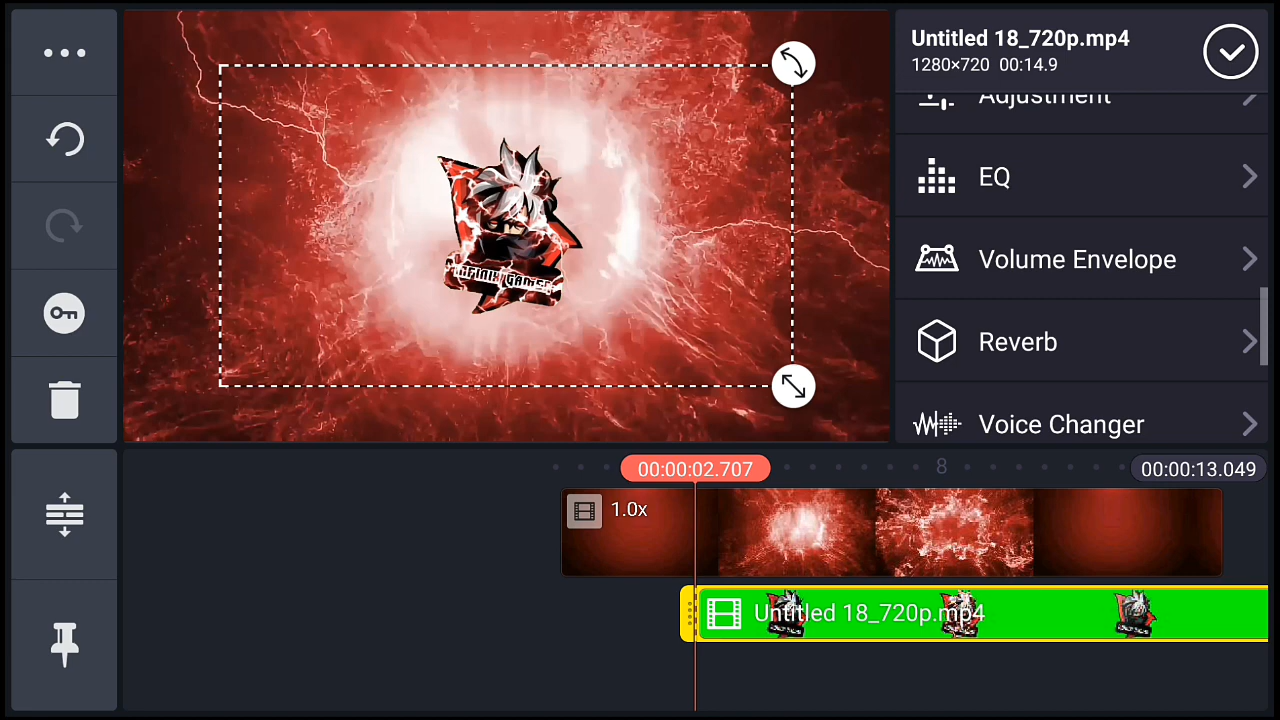 Untitled 18_720p.mp4
1280×720 00:14.9
Adjustment
EQ
Volume Envelope
Reverb
Voice Changer
00:00:02.707
8
00:00:13.049
1.0x
Untitled 18_720p.mp4